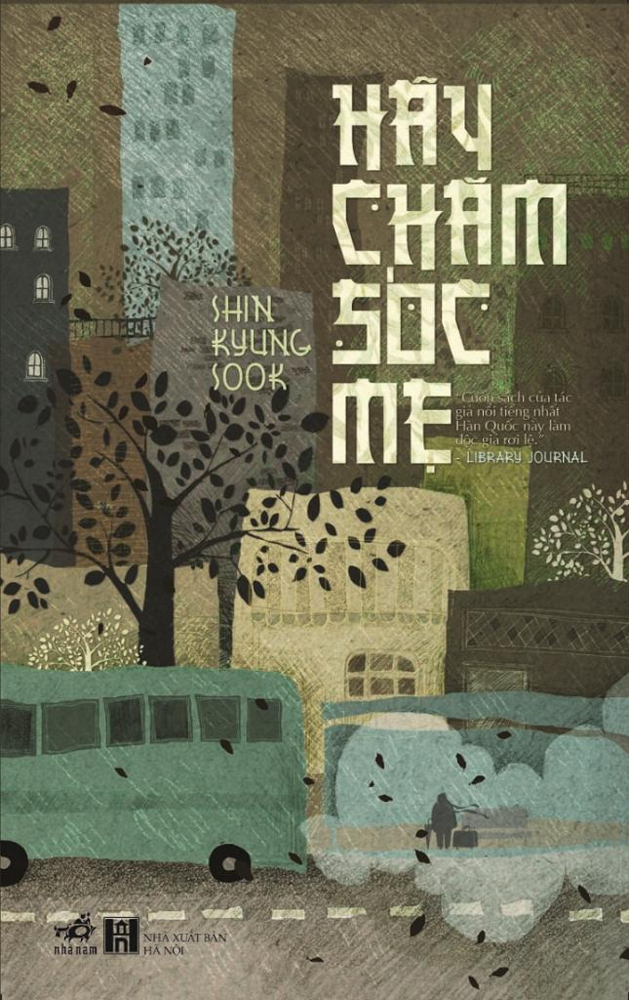 HÃY
CHĂM
SÓC
MẸ
SHIN
KYUNG
SOOK
“Cuốn sách của tác
giả nổi tiếng nhất
Hàn Quốc này làm
độc giả rơi lệ.”
- LIBRARY JOURNAL
nhã nam
NHÀ XUẤT BẢN
HÀ NỘI